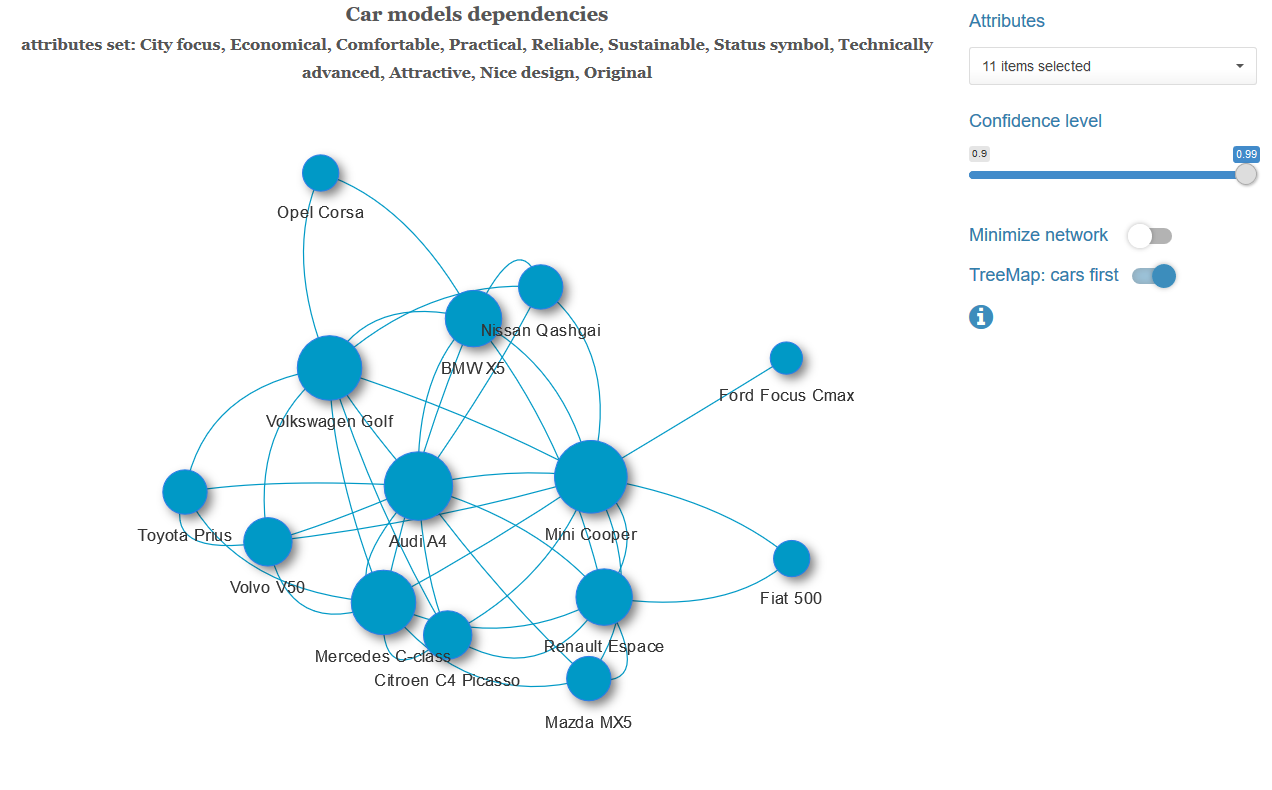 Car models dependencies
attributes set: City focus, Economical, Comfortable, Practical, Reliable, Sustainable, Status symbol, Technically
advanced, Attractive, Nice design, Original
Attributes
11 items selected
Confidence level
0.9
0.99
Minimize network
TreeMap: cars first
Opel Corsa
Nissan Qashgai
BMW X5
Ford Focus Cmax
Volkswagen Golf
Toyota Prius
Audi A4
Mini Cooper
Volvo V50
Fiat 500
Mercedes C-class
Renault Espace
Citroen C4 Picasso
Mazda MX5